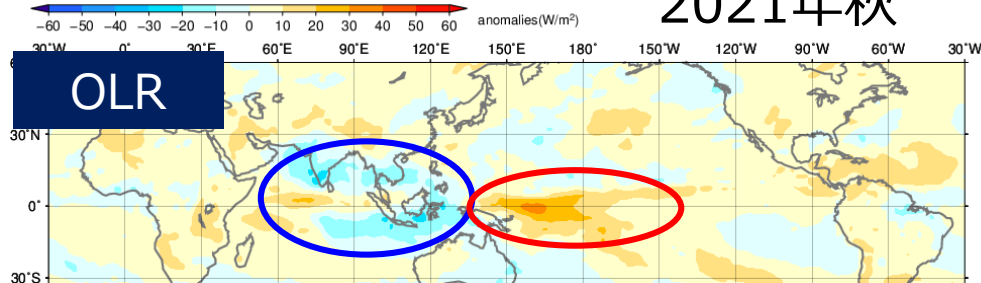 2021年秋
−60 −50 −40 −30 −20 −10 0 10 20 30 40 50 60 anomalies(W/m²)
30°W 0° 30°E 60°E 90°E 120°E 150°E 180° 150°W 120°W 90°W 60°W 30°W
OLR
30°N
0°
30°S